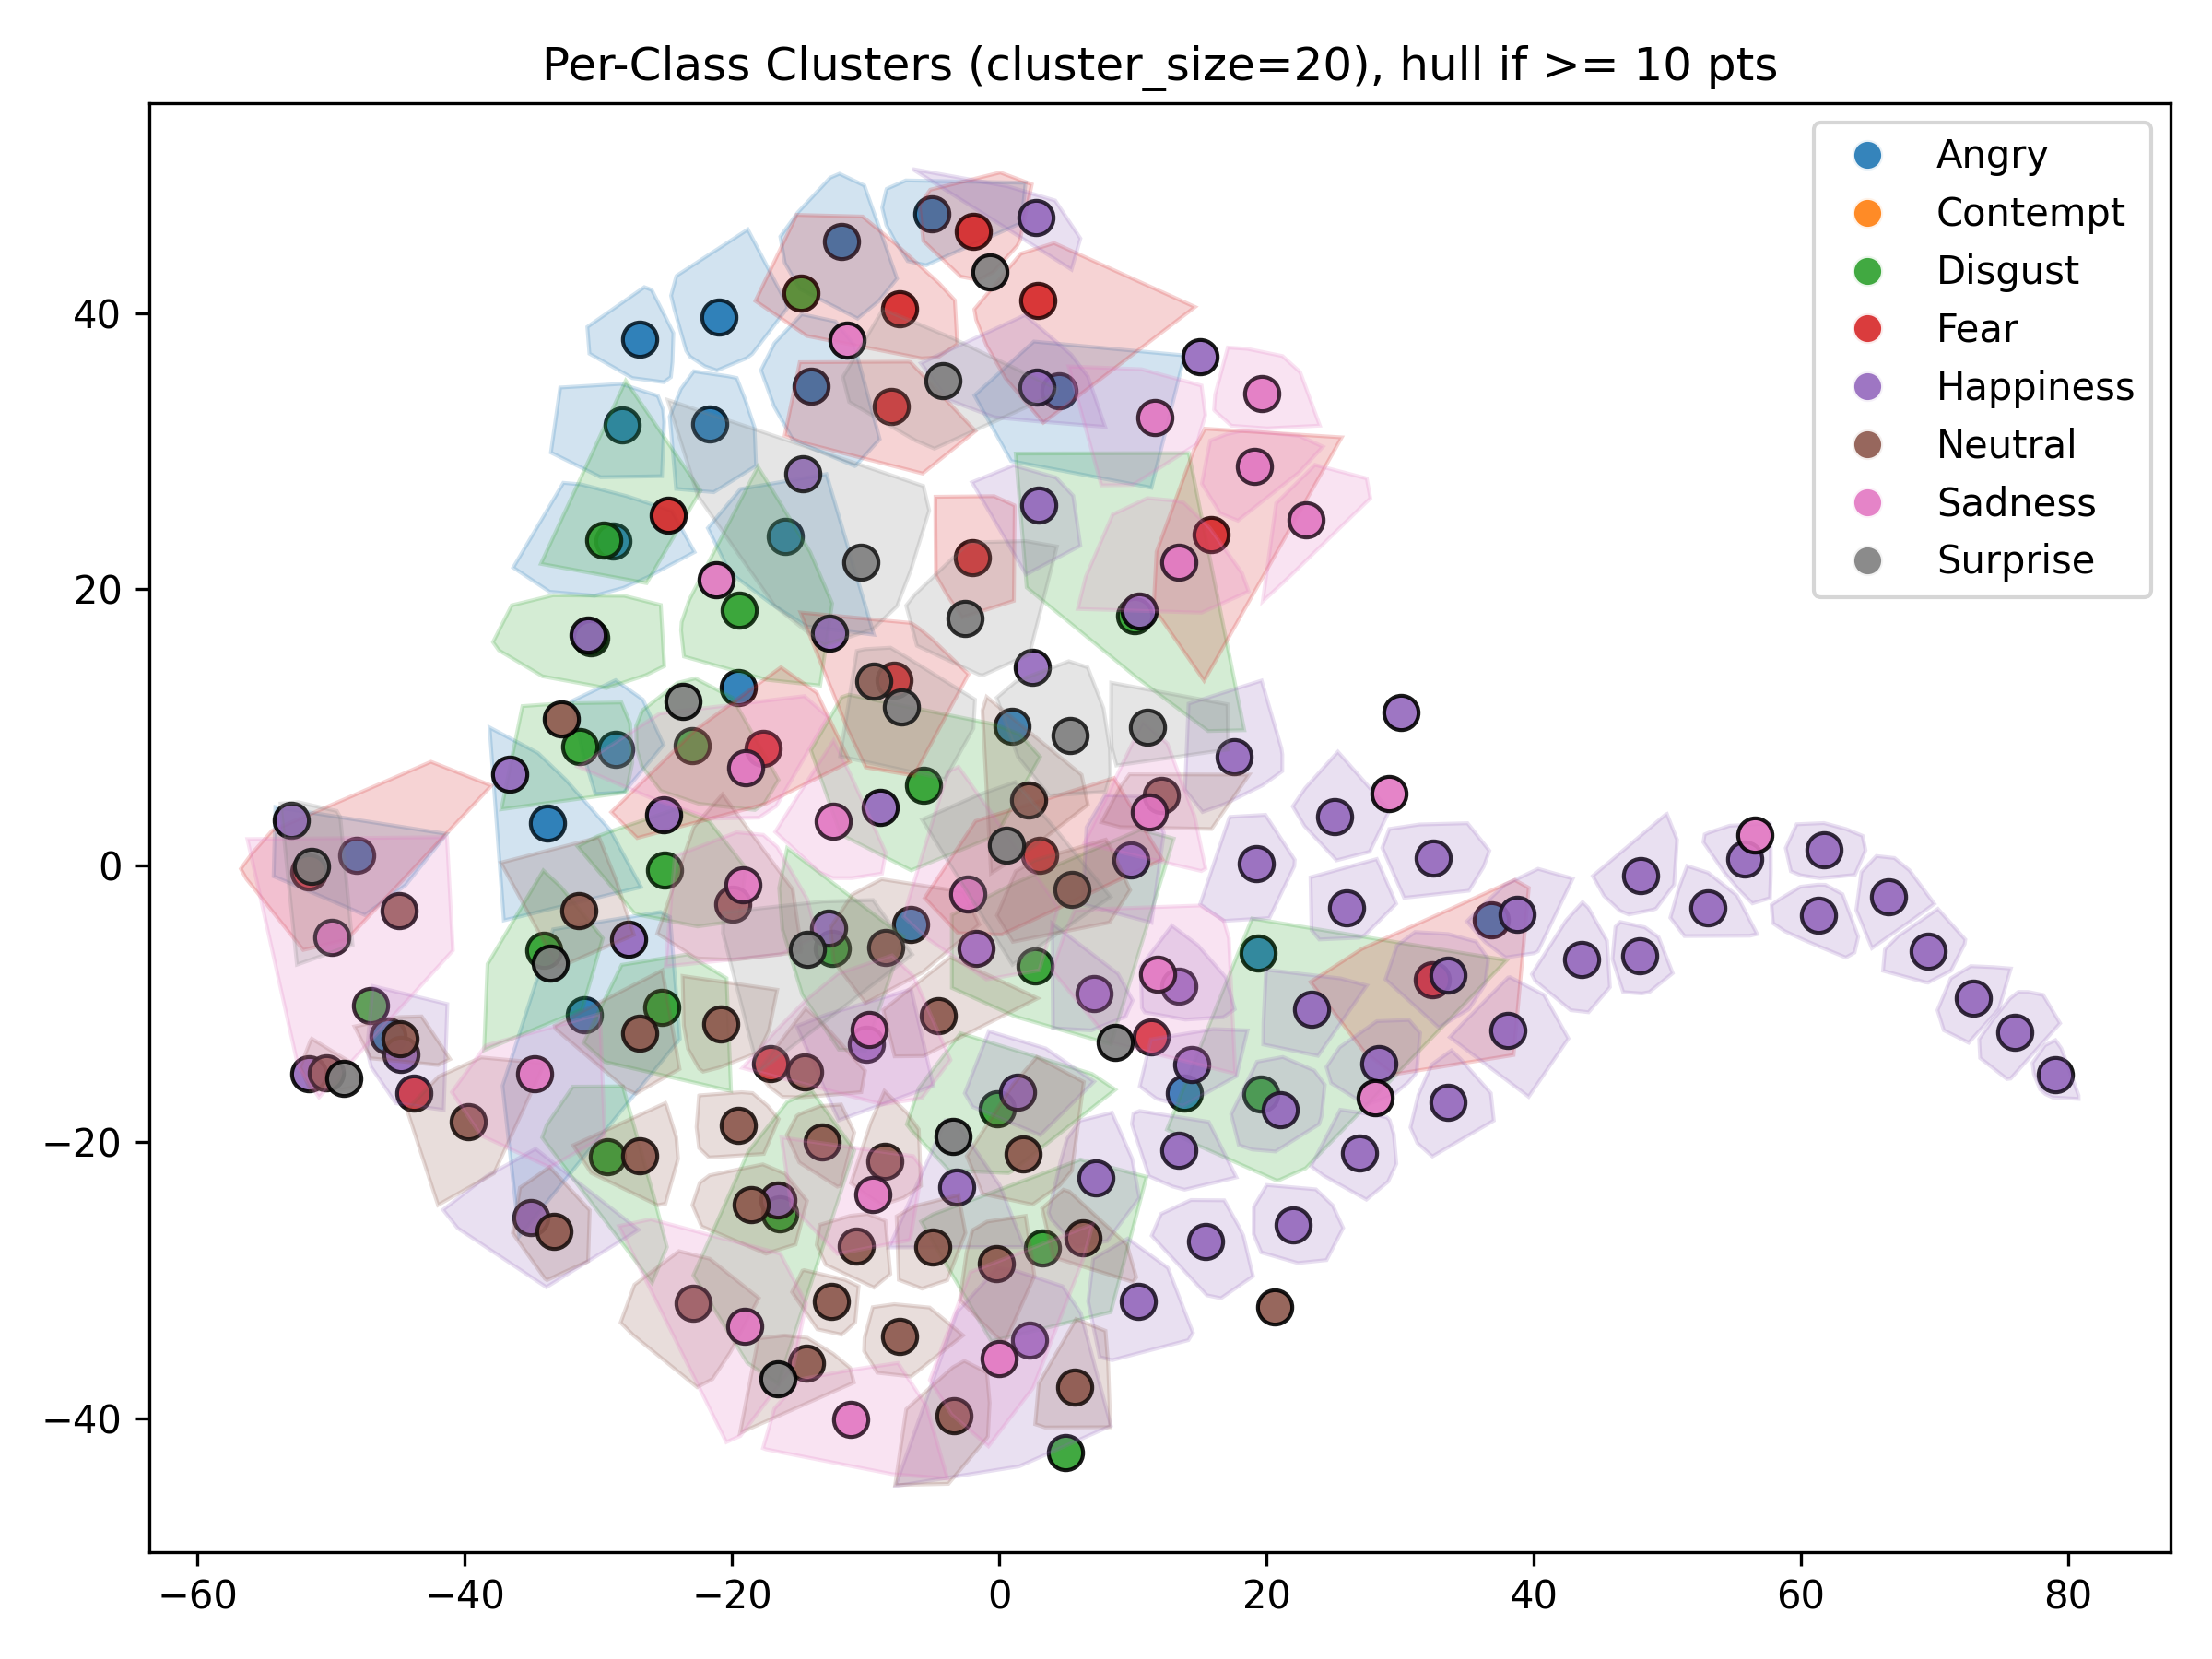 Per-Class Clusters (cluster_size=20), hull if >= 10 pts
Angry
Contempt
Disgust
Fear
Happiness
Neutral
Sadness
Surprise
40
20
0
−20
−40
−60 −40 −20 0 20 40 60 80